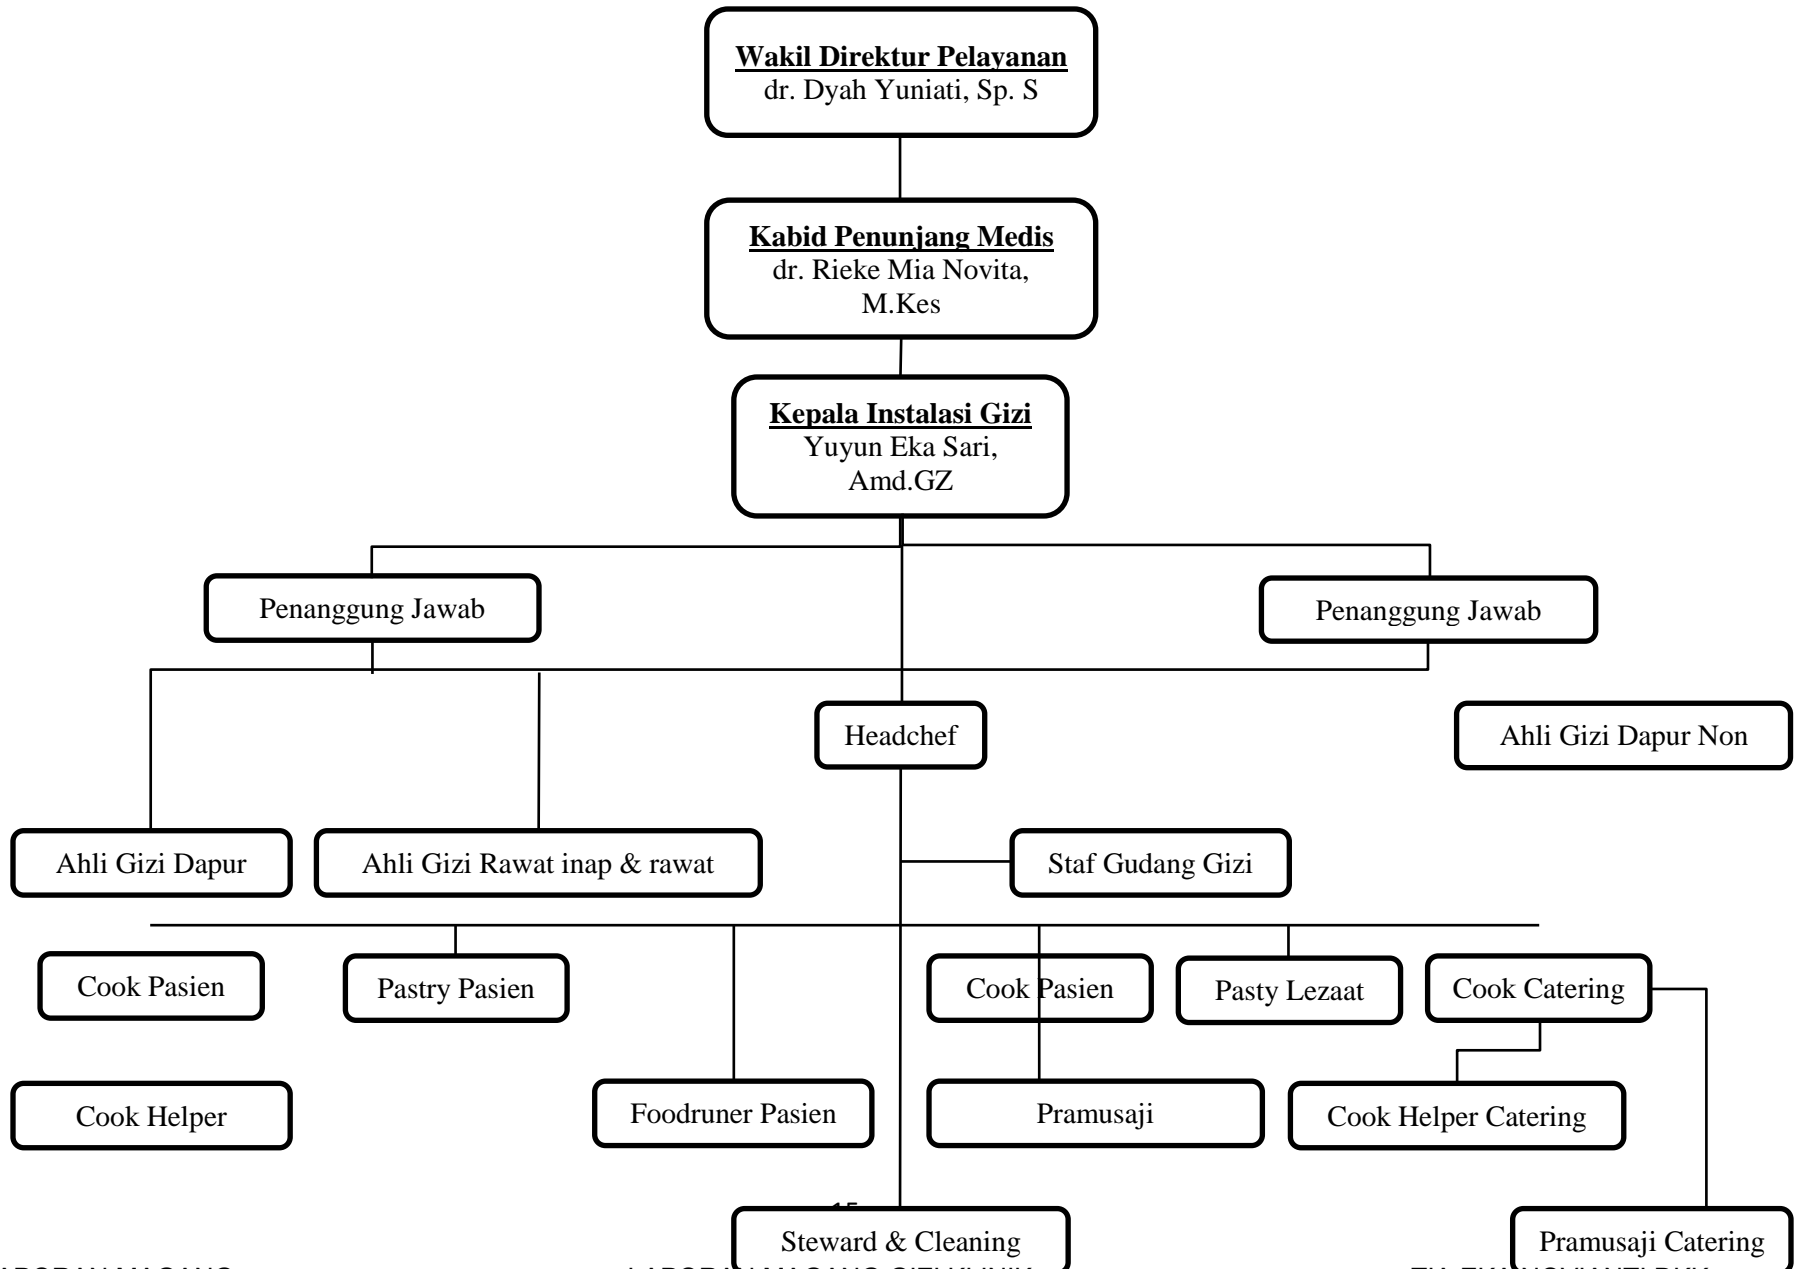 Wakil Direktur Pelayanan
dr. Dyah Yuniati, Sp. S
Kabid Penunjang Medis
dr. Rieke Mia Novita,
M.Kes
Kepala Instalasi Gizi
Yuyun Eka Sari,
Amd.GZ
Penanggung Jawab
Penanggung Jawab
Headchef
Ahli Gizi Dapur Non
Ahli Gizi Dapur
Ahli Gizi Rawat inap & rawat
Staf Gudang Gizi
Cook Pasien
Pastry Pasien
Cook Pasien
Pasty Lezaat
Cook Catering
Cook Helper
Foodruner Pasien
Pramusaji
Cook Helper Catering
Steward & Cleaning
Pramusaji Catering